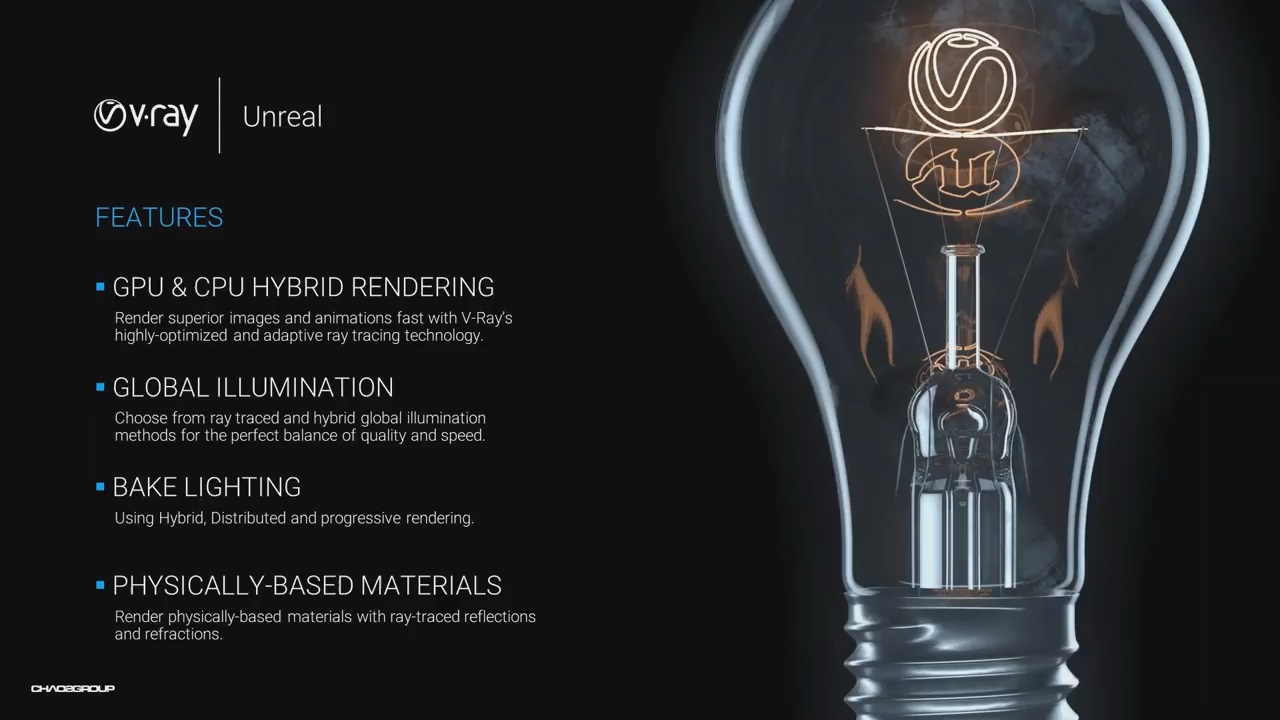 v·ray
Unreal
FEATURES
GPU & CPU HYBRID RENDERING
Render superior images and animations fast with V-Ray's
highly-optimized and adaptive ray tracing technology.
GLOBAL ILLUMINATION
Choose from ray traced and hybrid global illumination
methods for the perfect balance of quality and speed.
BAKE LIGHTING
Using Hybrid, Distributed and progressive rendering.
PHYSICALLY-BASED MATERIALS
Render physically-based materials with ray-traced reflections
and refractions.
CHAOSGROUP